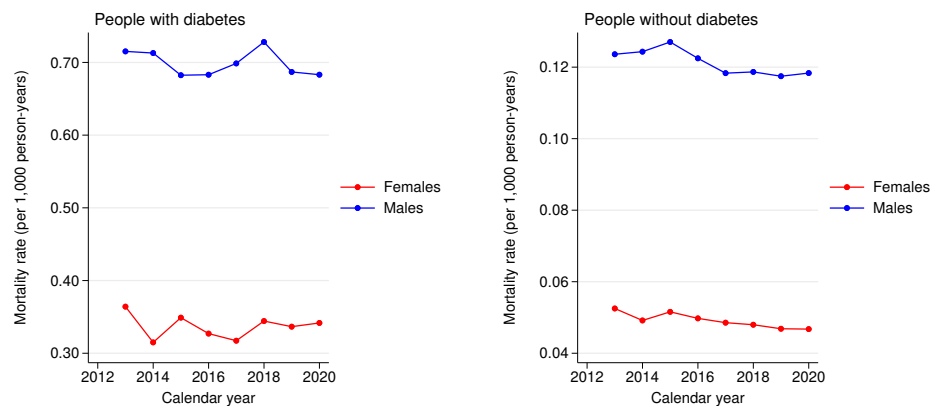 People with diabetes
Mortality rate (per 1,000 person-years)
0.70
0.60
0.50
0.40
0.30
2012 2014 2016 2018 2020
Calendar year
Females
Males
People without diabetes
Mortality rate (per 1,000 person-years)
0.12
0.10
0.08
0.06
0.04
2012 2014 2016 2018 2020
Calendar year
Females
Males